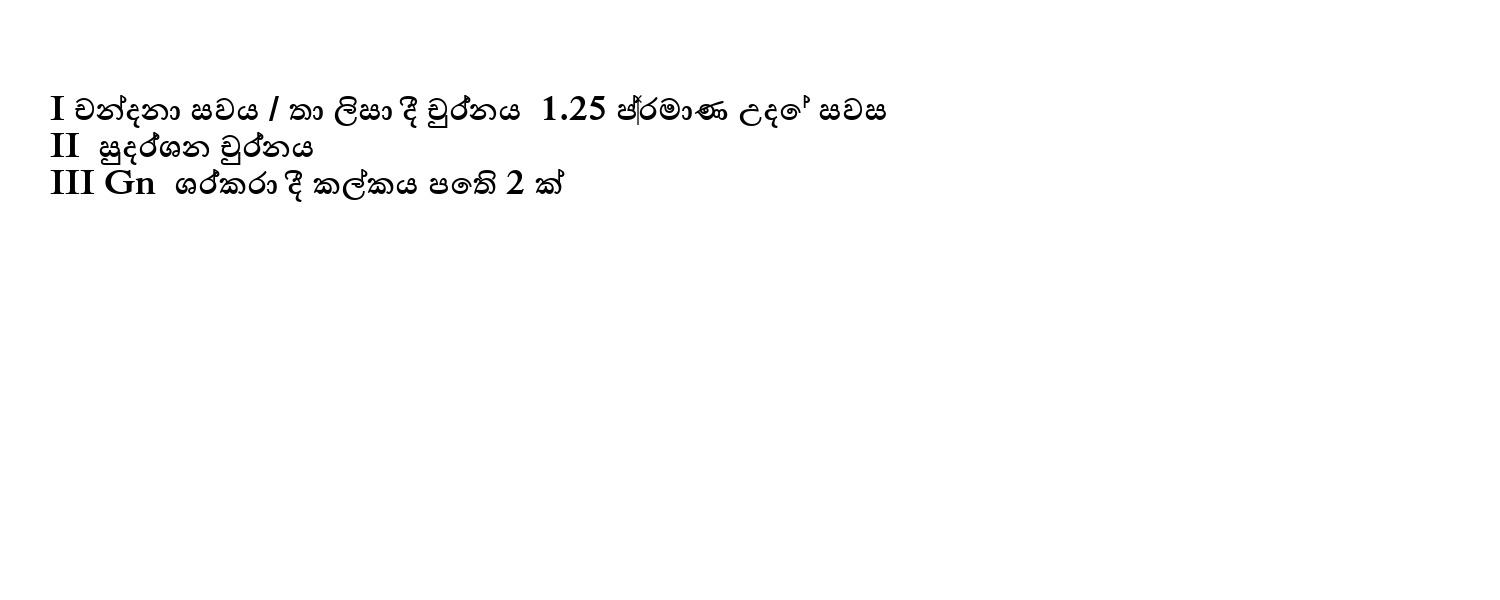 I චන්දනා සවය / තා ලිසා දී චුර්නය 1.25 ප්‍රමාණ උදේ සවස
II සුදර්ශන චුර්නය
III Gn ශර්කරා දී කල්කය පෙති 2 ක්